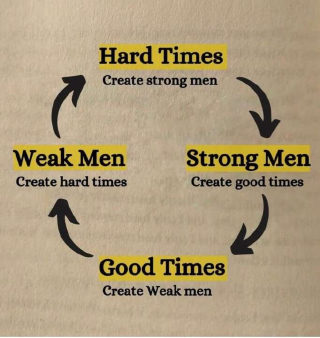 Hard Times
Create strong men
Strong Men
Create good times
Good Times
Create Weak men
Weak Men
Create hard times